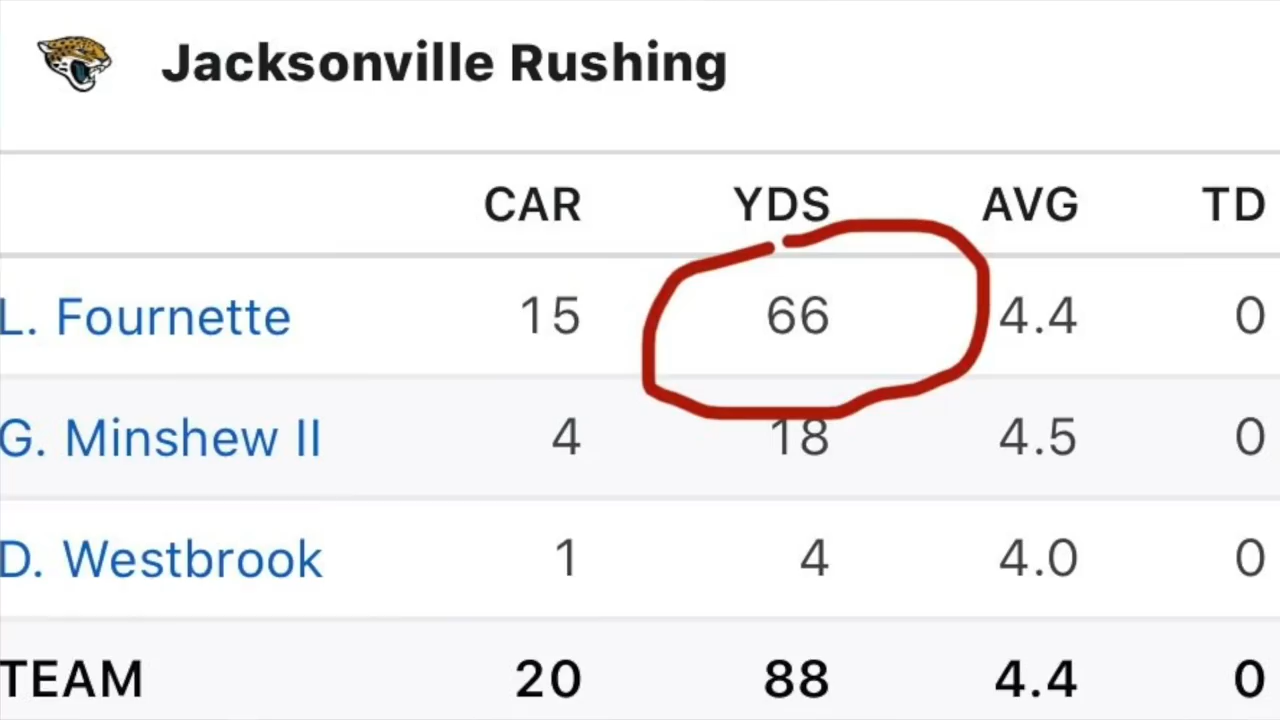 Jacksonville Rushing
CAR YDS AVG TD
L. Fournette 15 66 4.4 0
G. Minshew II 4 18 4.5 0
D. Westbrook 1 4 4.0 0
TEAM 20 88 4.4 0